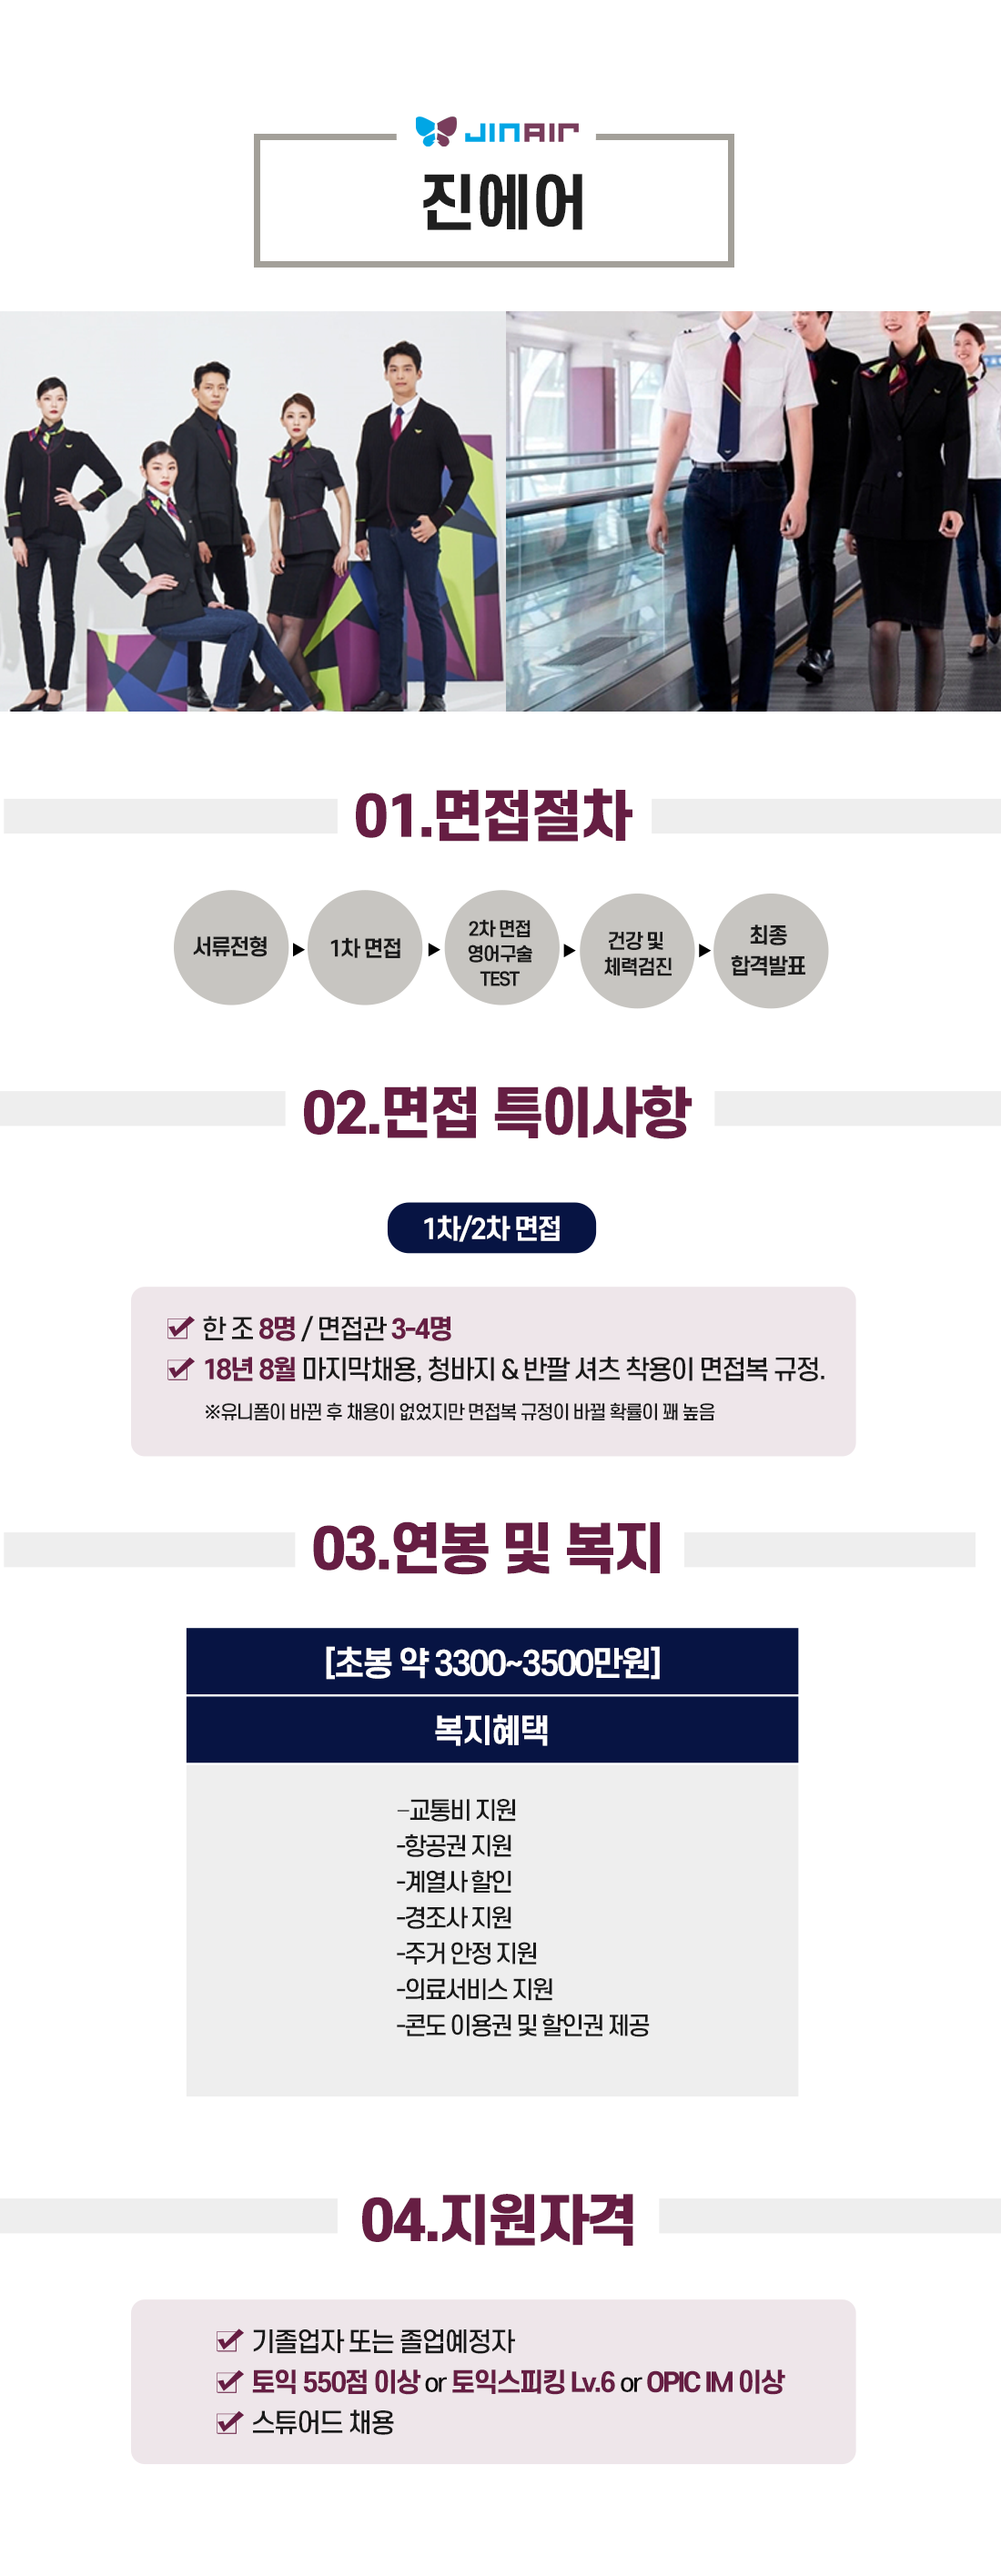 JINAIR
진에어
01.면접절차
서류전형
1차 면접
2차 면접
영어구술
TEST
건강 및
체력검진
최종
합격발표
02.면접 특이사항
1차/2차 면접
한 조 8명 / 면접관 3-4명
18년 8월 마지막채용, 청바지 & 반팔 셔츠 착용이 면접복 규정.
※유니폼이 바뀐 후 채용이 없었지만 면접복 규정이 바뀔 확률이 꽤 높음
03.연봉 및 복지
[초봉 약 3300~3500만원]
복지혜택
-교통비 지원
-항공권 지원
-계열사 할인
-경조사 지원
-주거 안정 지원
-의료서비스 지원
-콘도 이용권 및 할인권 제공
04.지원자격
기졸업자 또는 졸업예정자
토익 550점 이상 or 토익스피킹 Lv.6 or OPIC IM 이상
스튜어드 채용